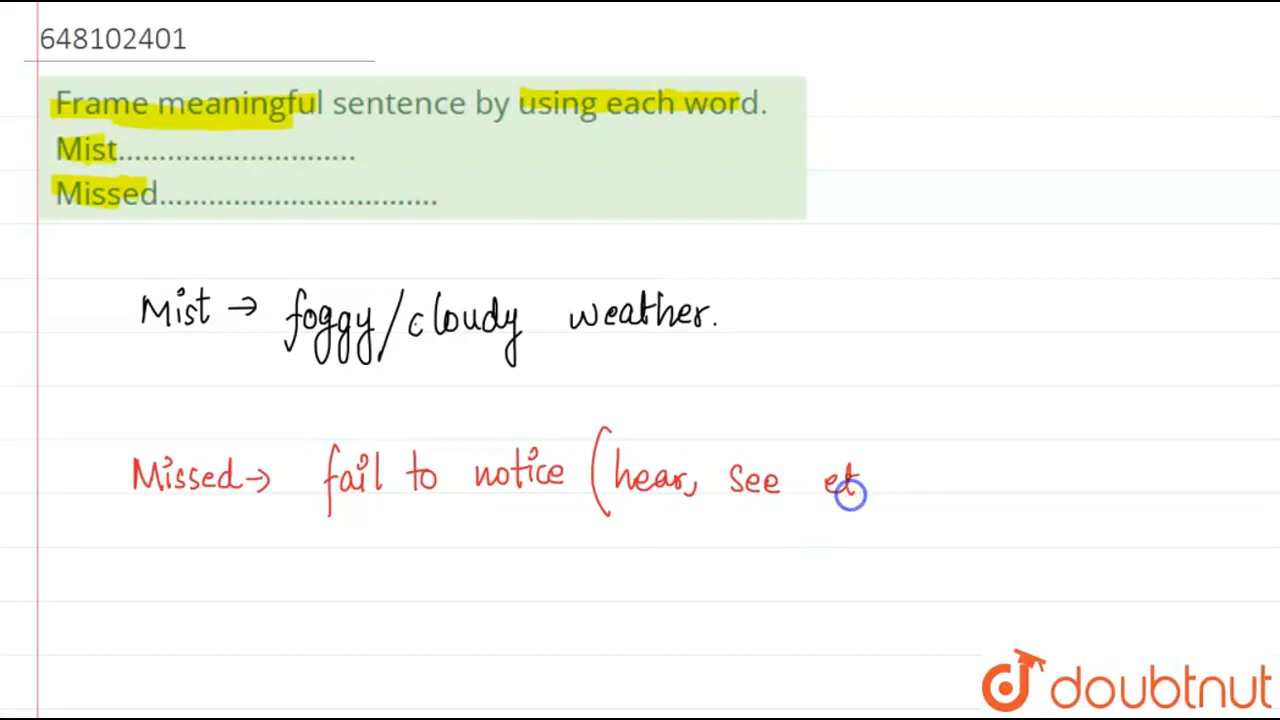 648102401
Frame meaningful sentence by using each word.
Mist.............................
Missed..................................
Mist → foggy/cloudy weather.
Missed → fail to notice (hear, see et
doubtnut